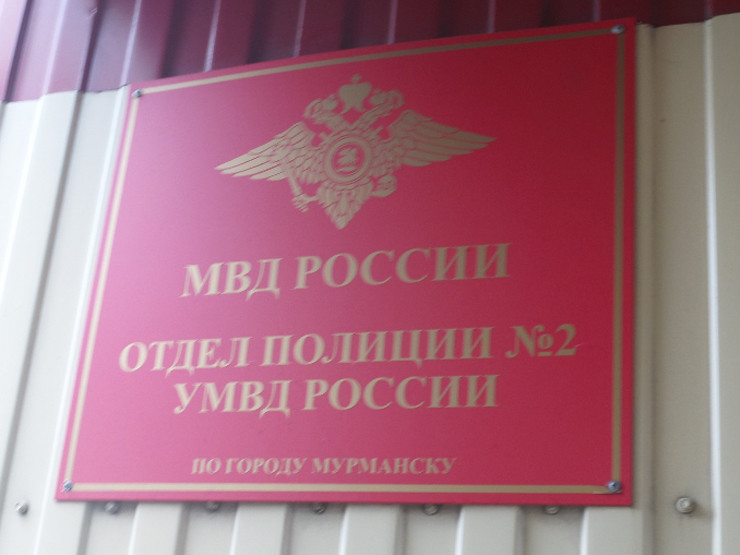 МВД РОССИИ
ОТДЕЛ ПОЛИЦИИ №2
УМВД РОССИИ
ПО ГОРОДУ МУРМАНСКУ